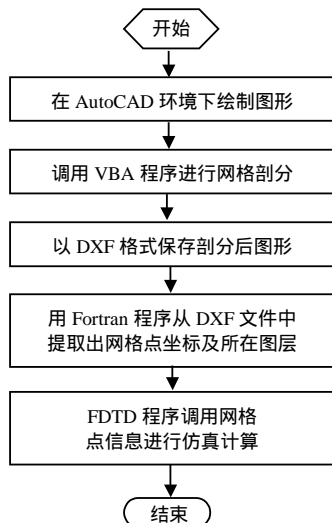 开始
在 AutoCAD 环境下绘制图形
调用 VBA 程序进行网格剖分
以 DXF 格式保存剖分后图形
用 Fortran 程序从 DXF 文件中
提取出网格点坐标及所在图层
FDTD 程序调用网格
点信息进行仿真计算
结束